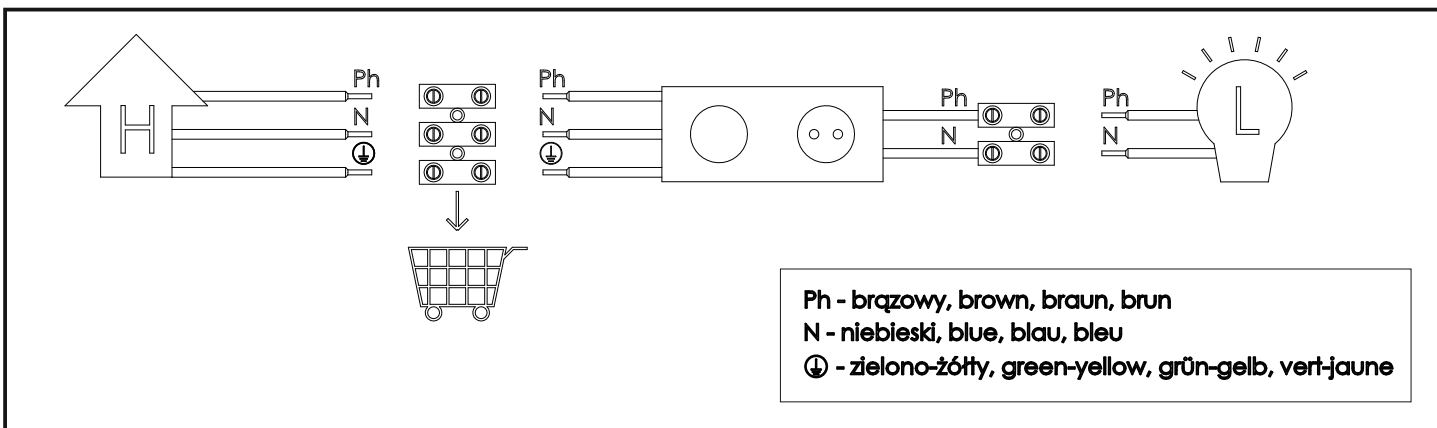 H
Ph
N
⏚
Ph
N
⏚
Ph
N
Ph
N
L
Ph - brązowy, brown, braun, brun
N - niebieski, blue, blau, bleu
⏚ - zielono-żółty, green-yellow, grün-gelb, vert-jaune